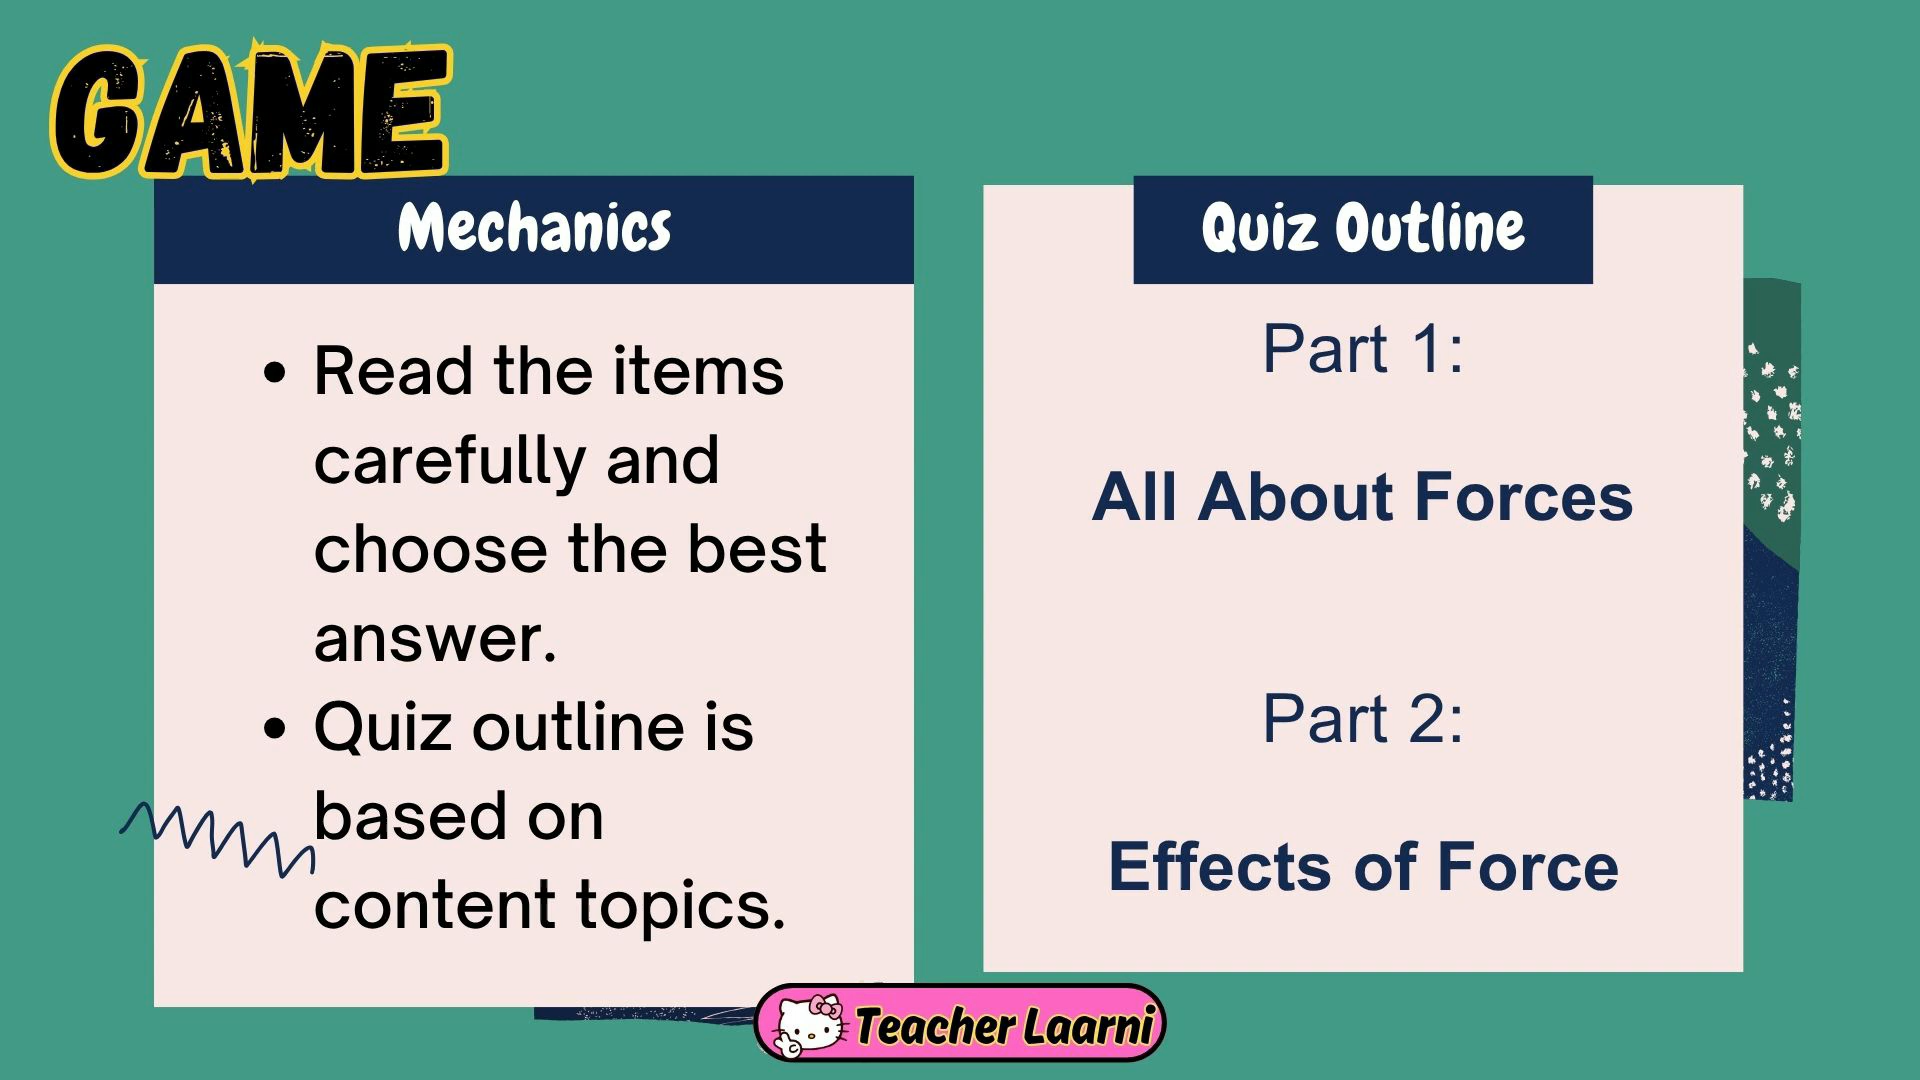 GAME
Mechanics
• Read the items
carefully and
choose the best
answer.
• Quiz outline is
based on
content topics.
Quiz Outline
Part 1:
All About Forces
Part 2:
Effects of Force
Teacher Laarni